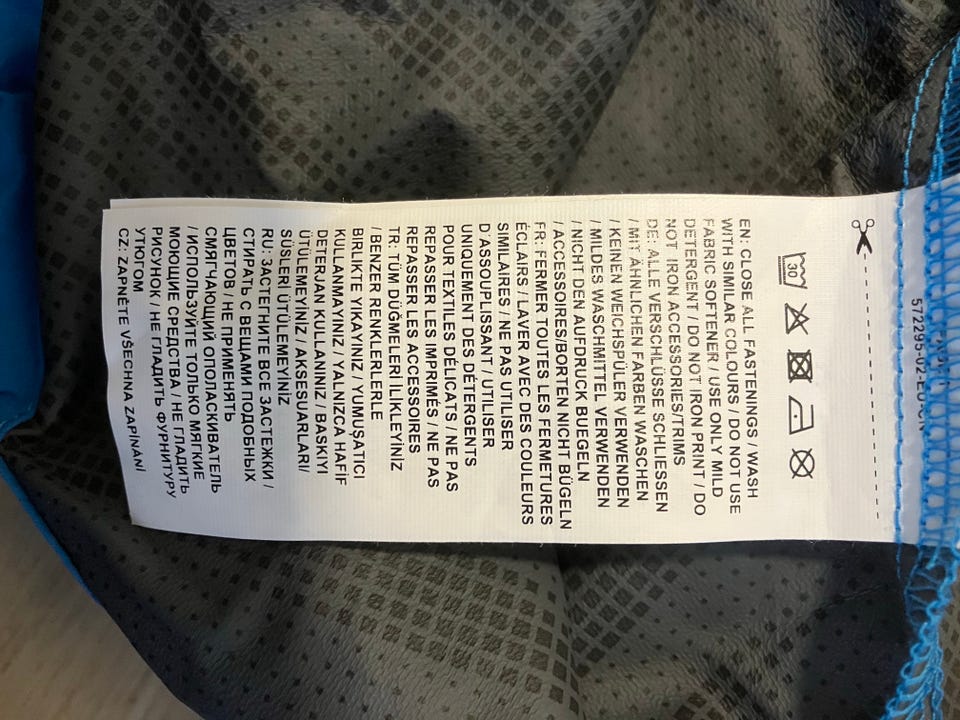 572295-02-EU-CN
30
EN: CLOSE ALL FASTENINGS / WASH
WITH SIMILAR COLOURS / DO NOT USE
FABRIC SOFTENER / USE ONLY MILD
DETERGENT / DO NOT IRON PRINT / DO
NOT IRON ACCESSORIES/TRIMS
DE: ALLE VERSCHLÜSSE SCHLIESSEN
/ MIT ÄHNLICHEN FARBEN WASCHEN
/ KEINEN WEICHSPÜLER VERWENDEN
/ MILDES WASCHMITTEL VERWENDEN
/ NICHT DEN AUFDRUCK BUEGELN
/ ACCESSOIRES/BORTEN NICHT BÜGELN
FR: FERMER TOUTES LES FERMETURES
ÉCLAIRS / LAVER AVEC DES COULEURS
SIMILAIRES / NE PAS UTILISER
D'ASSOUPLISSANT / UTILISER
UNIQUEMENT DES DÉTERGENTS
POUR TEXTILES DÉLICATS / NE PAS
REPASSER LES IMPRIMÉS / NE PAS
REPASSER LES ACCESSOIRES
TR: TÜM DÜĞMELERİ İLİKLEYİNİZ
/ BENZER RENKLERLERLE
BIRLIKTE YIKAYINIZ / YUMUŞATICI
KULLANMAYINIZ / YALNIZCA HAFİF
DETERJAN KULLANINIZ / BASKIYI
ÜTÜLEMEYİNİZ / AKSESUARLARI/
SÜSLERİ ÜTÜLEMEYİNİZ
RU: ЗАСТЕГНИТЕ ВСЕ ЗАСТЕЖКИ /
СТИРАТЬ С ВЕЩАМИ ПОДОБНЫХ
ЦВЕТОВ / НЕ ПРИМЕНЯТЬ
СМЯГЧАЮЩИЙ ОПОЛАСКИВАТЕЛЬ
/ ИСПОЛЬЗУЙТЕ ТОЛЬКО МЯГКИЕ
МОЮЩИЕ СРЕДСТВА / НЕ ГЛАДИТЬ
РИСУНОК / НЕ ГЛАДИТЬ ФУРНИТУРУ
УТЮГОМ
CZ: ZAPNĚTE VŠECHNA ZAPÍNÁNÍ